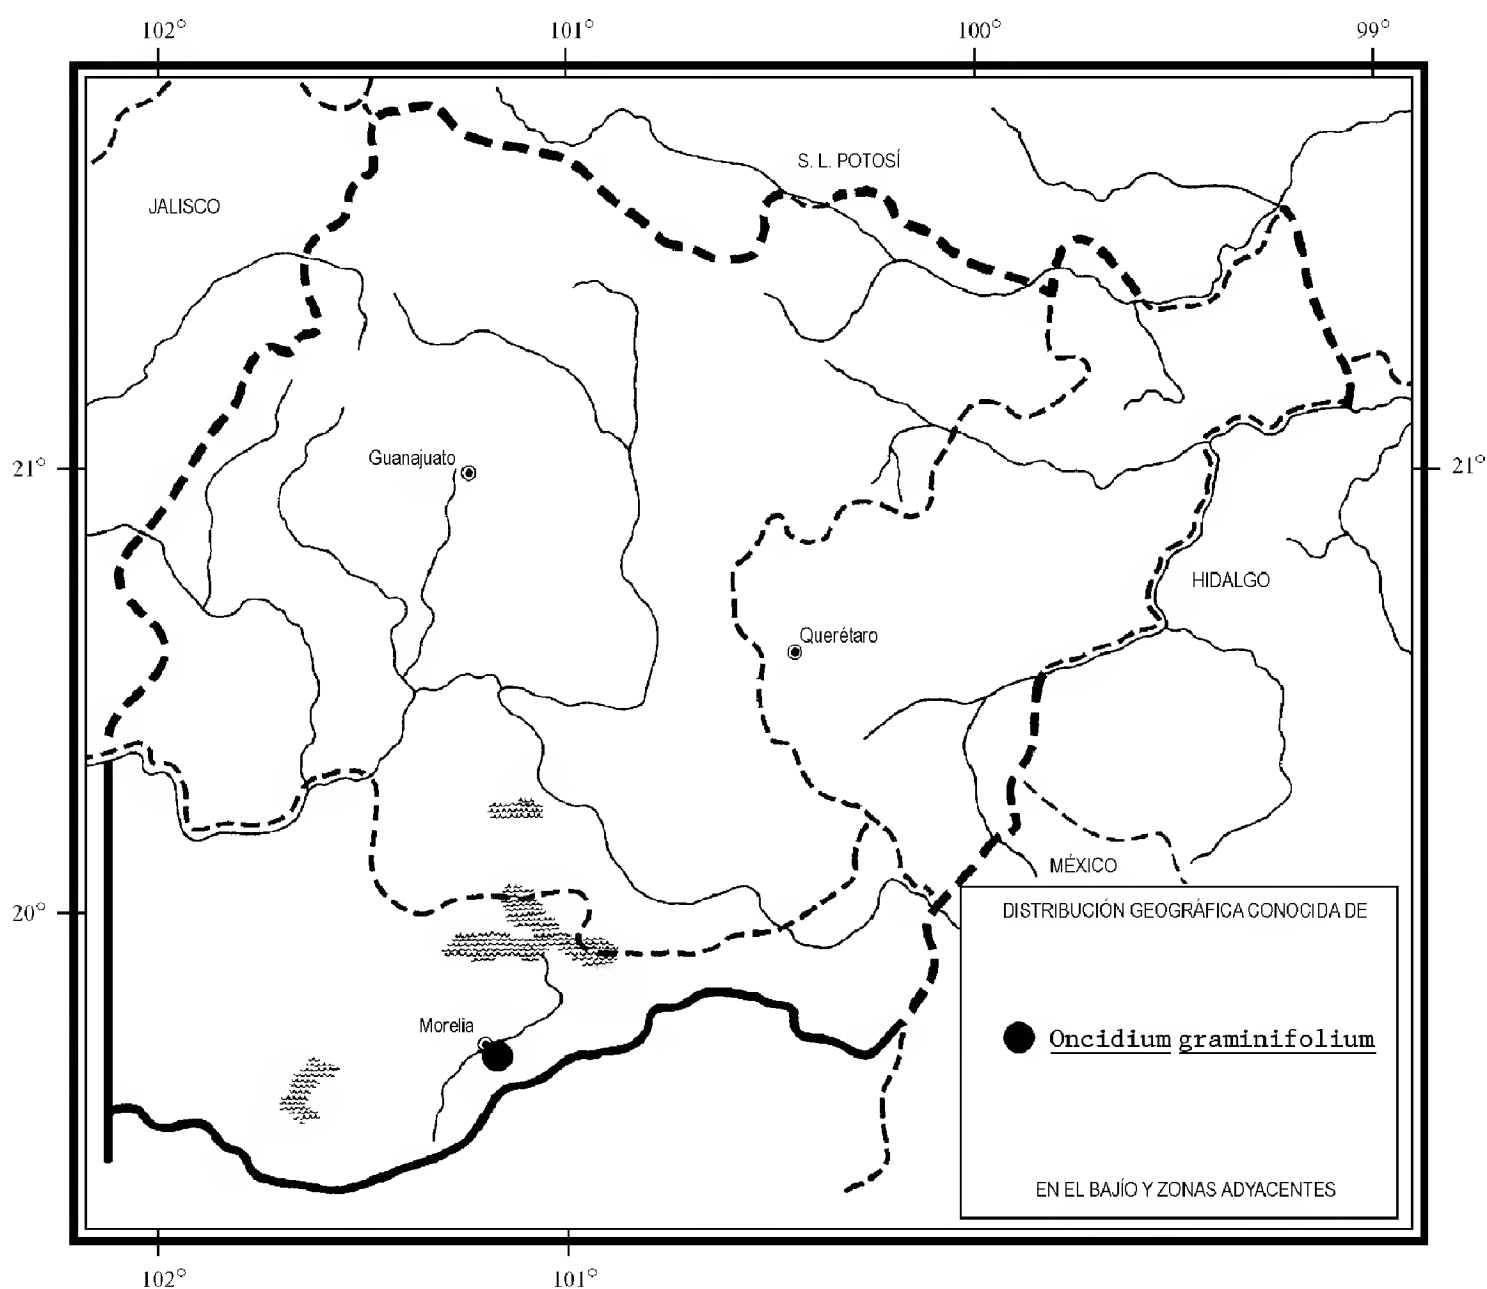 102° 101° 100° 99°
S. L. POTOSÍ
JALISCO
Guanajuato
21° 21°
HIDALGO
Querétaro
MÉXICO
20°
DISTRIBUCIÓN GEOGRÁFICA CONOCIDA DE
Morelia
Oncidium graminifolium
EN EL BAJÍO Y ZONAS ADYACENTES
102° 101°